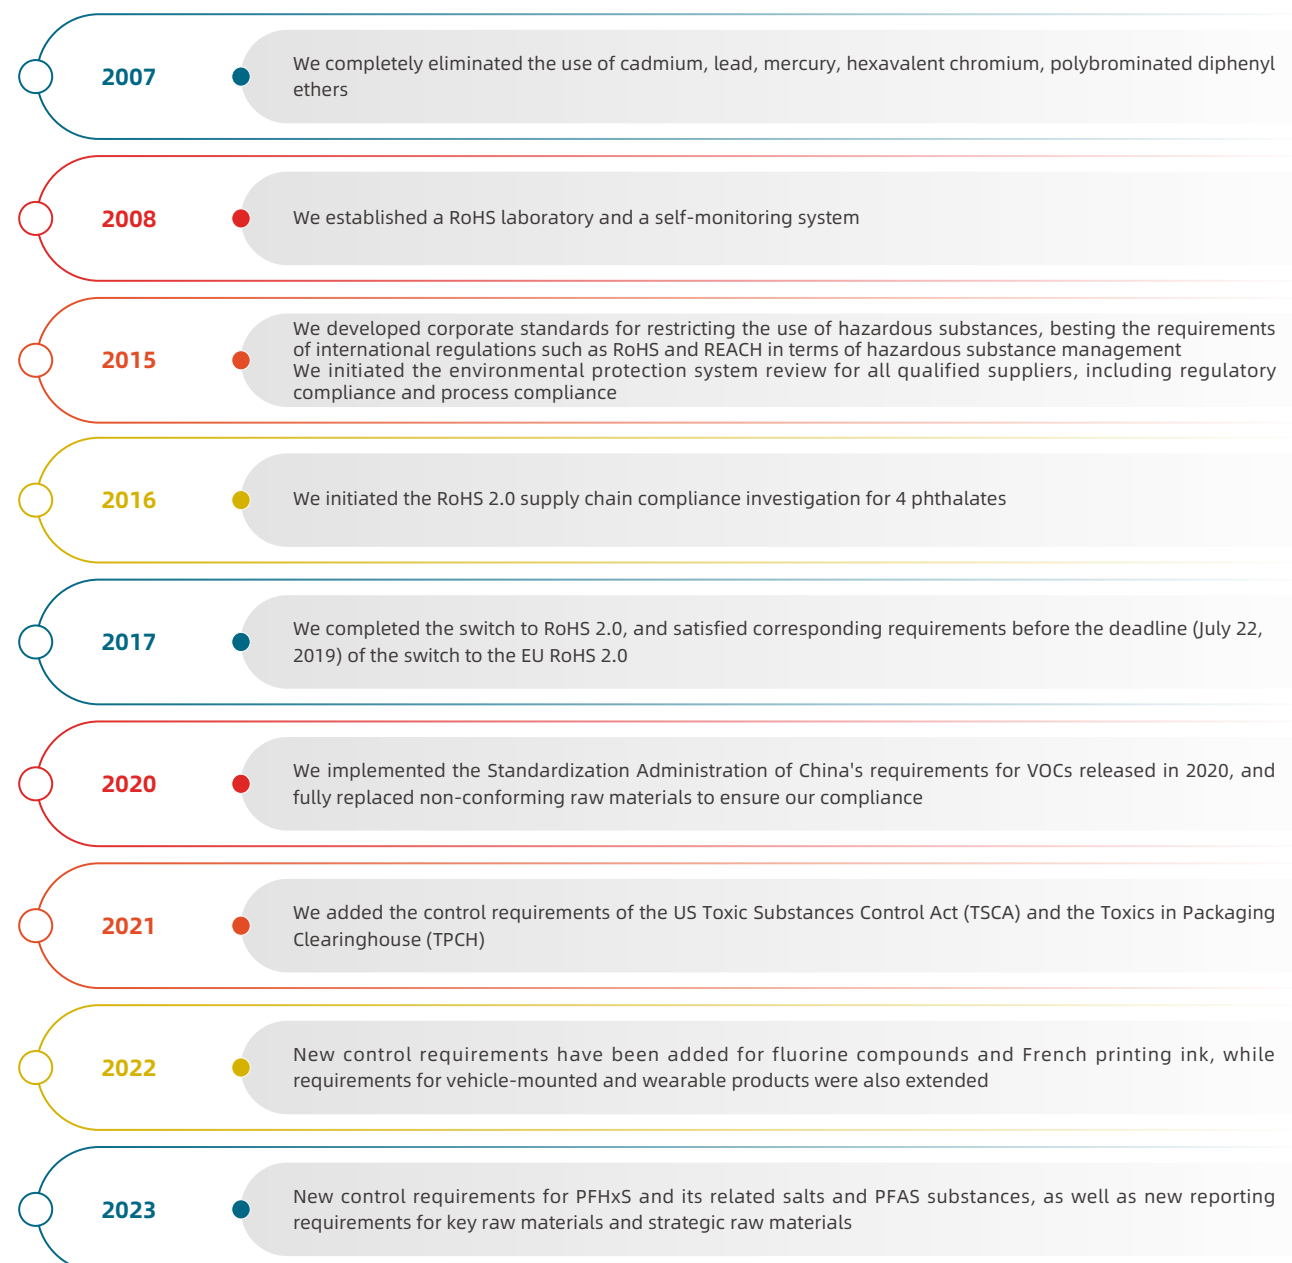 2007
We completely eliminated the use of cadmium, lead, mercury, hexavalent chromium, polybrominated diphenyl
ethers
2008
We established a RoHS laboratory and a self-monitoring system
2015
We developed corporate standards for restricting the use of hazardous substances, besting the requirements
of international regulations such as RoHS and REACH in terms of hazardous substance management
We initiated the environmental protection system review for all qualified suppliers, including regulatory
compliance and process compliance
2016
We initiated the RoHS 2.0 supply chain compliance investigation for 4 phthalates
2017
We completed the switch to RoHS 2.0, and satisfied corresponding requirements before the deadline (July 22,
2019) of the switch to the EU RoHS 2.0
2020
We implemented the Standardization Administration of China's requirements for VOCs released in 2020, and
fully replaced non-conforming raw materials to ensure our compliance
2021
We added the control requirements of the US Toxic Substances Control Act (TSCA) and the Toxics in Packaging
Clearinghouse (TPCH)
2022
New control requirements have been added for fluorine compounds and French printing ink, while
requirements for vehicle-mounted and wearable products were also extended
2023
New control requirements for PFHxS and its related salts and PFAS substances, as well as new reporting
requirements for key raw materials and strategic raw materials